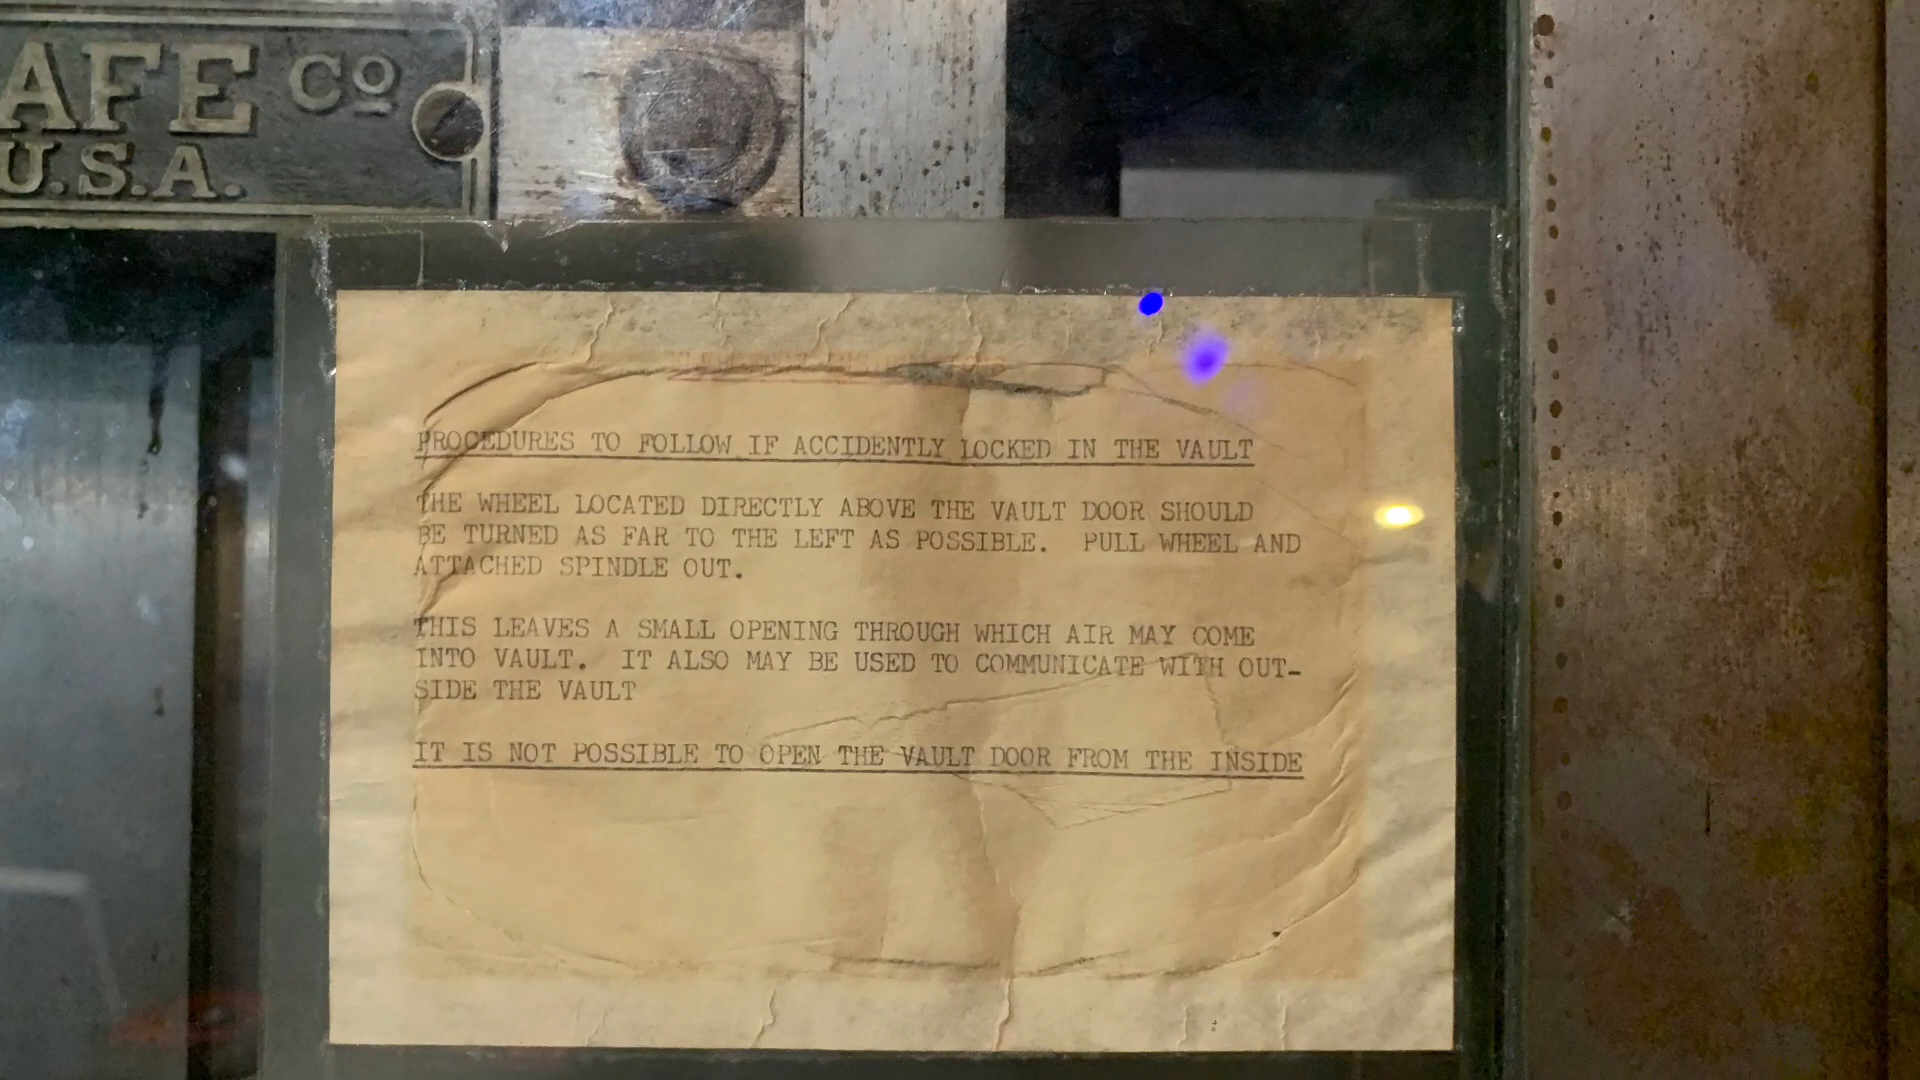 AFE Co
U.S.A.
PROCEDURES TO FOLLOW IF ACCIDENTLY LOCKED IN THE VAULT
THE WHEEL LOCATED DIRECTLY ABOVE THE VAULT DOOR SHOULD
BE TURNED AS FAR TO THE LEFT AS POSSIBLE. PULL WHEEL AND
ATTACHED SPINDLE OUT.
THIS LEAVES A SMALL OPENING THROUGH WHICH AIR MAY COME
INTO VAULT. IT ALSO MAY BE USED TO COMMUNICATE WITH OUT-
SIDE THE VAULT
IT IS NOT POSSIBLE TO OPEN THE VAULT DOOR FROM THE INSIDE